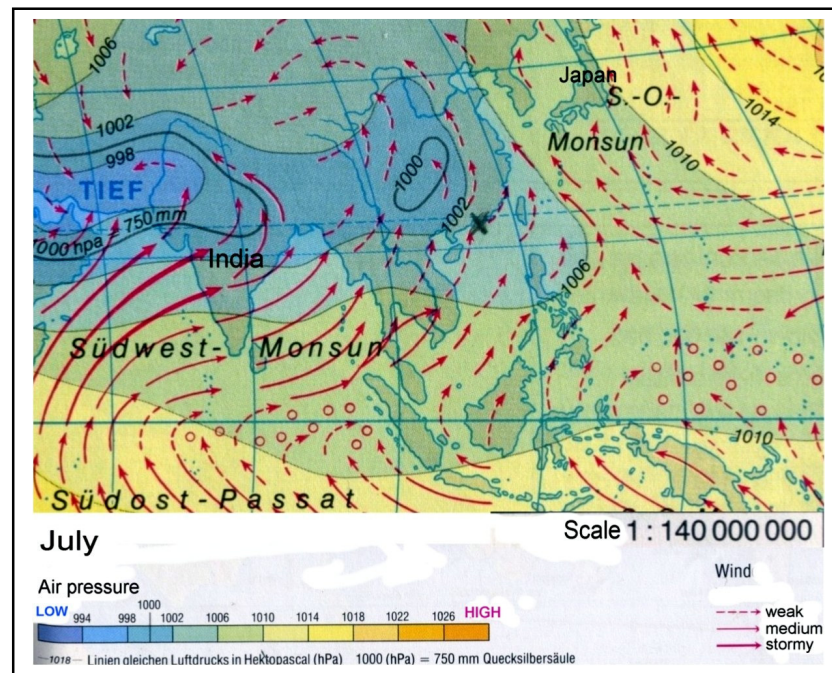 1006
Japan
S.-O.-
1014
1002
Monsun
1010
998
1000
TIEF
750 mm
1002
1000 hpa
India
1006
Südwest- Monsun
1010
Südost-Passat
July
Scale 1:140 000 000
Air pressure
Wind
LOW 994 998 1000 1002 1006 1010 1014 1018 1022 1026 HIGH
weak
medium
stormy
1018 Linien gleichen Luftdrucks in Hektopascal (hPa) 1000 (hPa) = 750 mm Quecksilbersäule